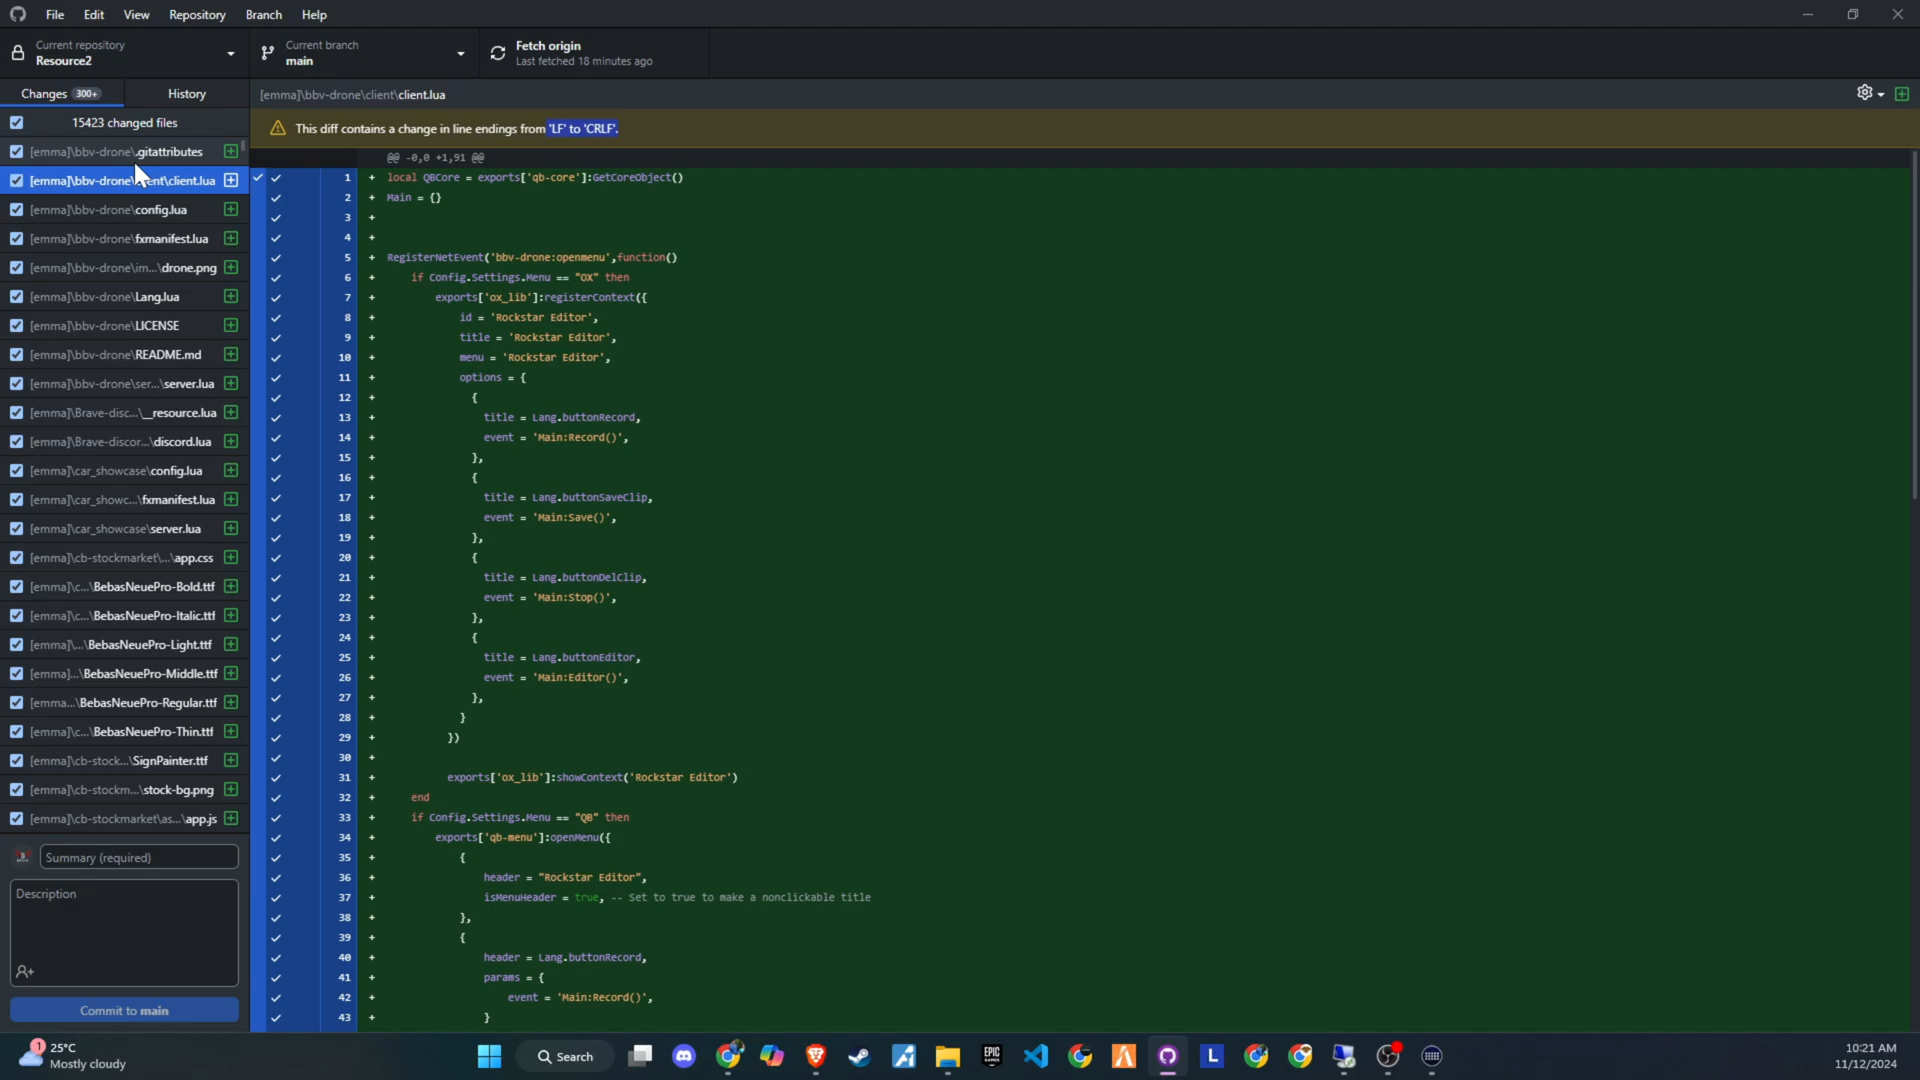 File Edit View Repository Branch Help
Current repository
Resource2
Current branch
main
Fetch origin
Last fetched 18 minutes ago
Changes 300+
History
[emma]\bbv-drone\client\client.lua
15423 changed files
This diff contains a change in line endings from 'LF' to 'CRLF'.
[emma]\bbv-drone\.gitattributes
[emma]\bbv-drone\
ent\client.lua
[emma]\bbv-drone\config.lua
[emma]\bbv-drone\fxmanifest.lua
[emma]\bbv-drone\im...\drone.png
[emma]\bbv-drone\Lang.lua
[emma]\bbv-drone\LICENSE
[emma]\bbv-drone\README.md
[emma]\bbv-drone\ser...\server.lua
[emma]\Brave-disc...\__resource.lua
[emma]\Brave-discor...\discord.lua
[emma]\car_showcase\config.lua
[emma]\car_showc...\fxmanifest.lua
[emma]\car_showcase\server.lua
[emma]\cb-stockmarket\...\app.css
[emma]\c...\BebasNeuePro-Bold.ttf
[emma]\c...\BebasNeuePro-Italic.ttf
[emma]\...\BebasNeuePro-Light.ttf
[emma]...\BebasNeuePro-Middle.ttf
[emma...\BebasNeuePro-Regular.ttf
[emma]\c...\BebasNeuePro-Thin.ttf
[emma]\cb-stock...\SignPainter.ttf
[emma]\cb-stockm...\stock-bg.png
[emma]\cb-stockmarket\as...\app.js
Summary (required)
Description
Commit to main
@@ -0,0 +1,91 @@
1 + local QBCore = exports['qb-core']:GetCoreObject()
2 + Main = {}
3 +
4 +
5 + RegisterNetEvent('bbv-drone:openmenu',function()
6 + if Config.Settings.Menu == "OX" then
7 + exports['ox_lib']:registerContext({
8 + id = 'Rockstar Editor',
9 + title = 'Rockstar Editor',
10 + menu = 'Rockstar Editor',
11 + options = {
12 + {
13 + title = Lang.buttonRecord,
14 + event = 'Main:Record()',
15 + },
16 + {
17 + title = Lang.buttonSaveClip,
18 + event = 'Main:Save()',
19 + },
20 + {
21 + title = Lang.buttonDelClip,
22 + event = 'Main:Stop()',
23 + },
24 + {
25 + title = Lang.buttonEditor,
26 + event = 'Main:Editor()',
27 + },
28 + }
29 + })
30 +
31 + exports['ox_lib']:showContext('Rockstar Editor')
32 + end
33 + if Config.Settings.Menu == "QB" then
34 + exports['qb-menu']:openMenu({
35 + {
36 + header = "Rockstar Editor",
37 + isMenuHeader = true, -- Set to true to make a nonclickable title
38 + },
39 + {
40 + header = Lang.buttonRecord,
41 + params = {
42 + event = 'Main:Record()',
43 + }
1
25°C
Mostly cloudy
Search
EPIC
GAMES
L
10:21 AM
11/12/2024